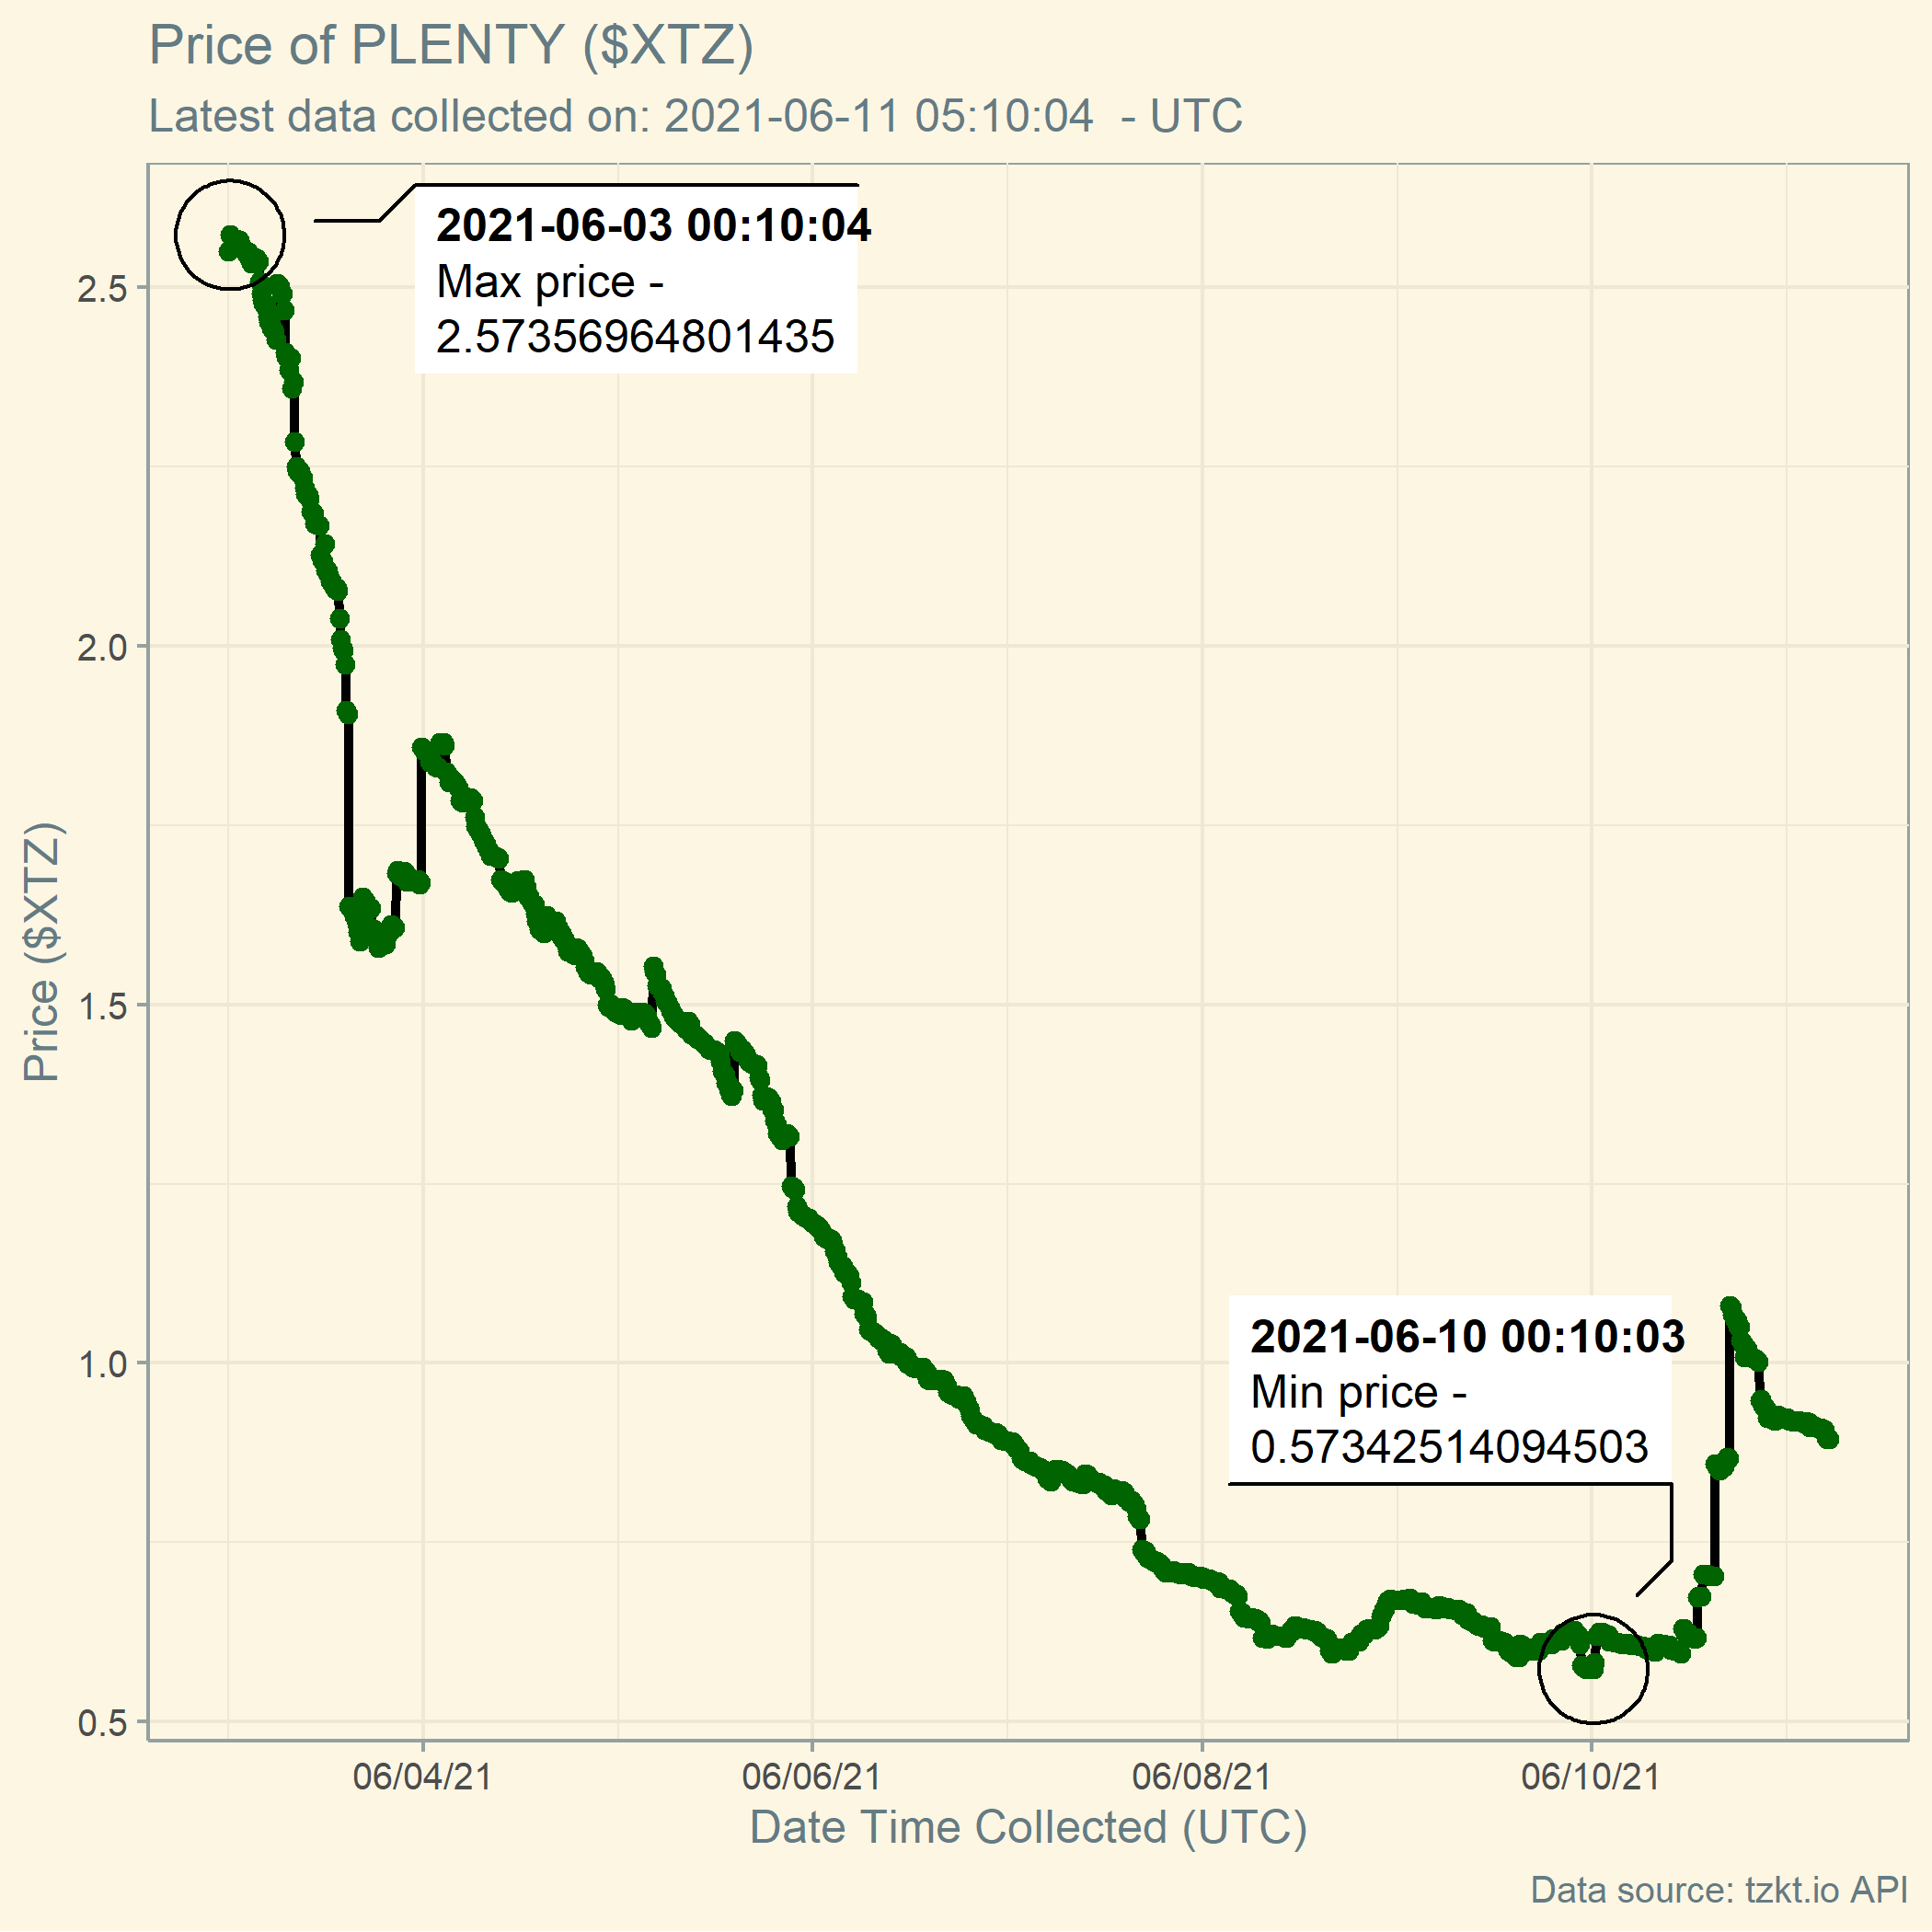 Price of PLENTY ($XTZ)
Latest data collected on: 2021-06-11 05:10:04  - UTC
2021-06-03 00:10:04
Max price -
2.57356964801435
2021-06-10 00:10:03
Min price -
0.57342514094503
Price ($XTZ)
2.5
2.0
1.5
1.0
0.5
06/04/21
06/06/21
06/08/21
06/10/21
Date Time Collected (UTC)
Data source: tzkt.io API